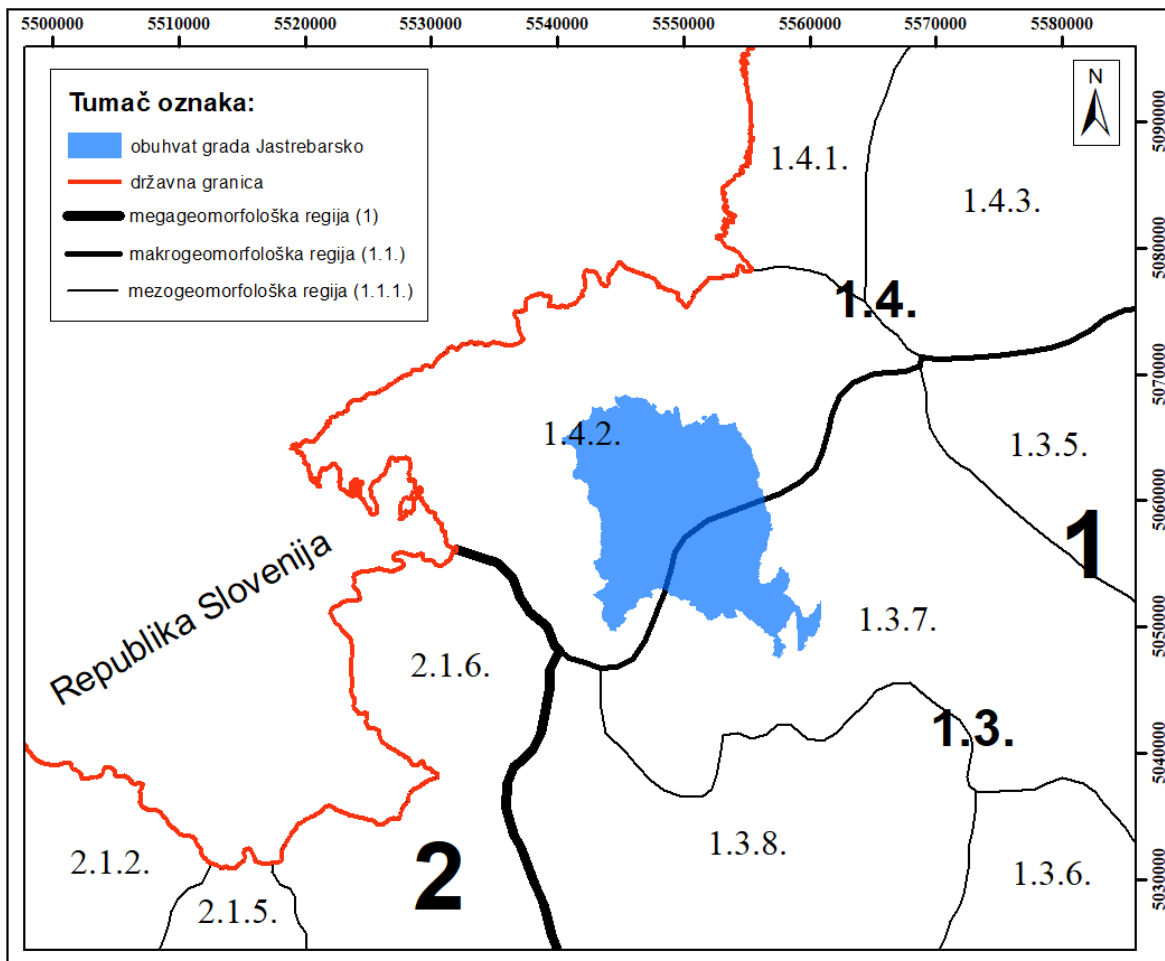 5500000 5510000 5520000 5530000 5540000 5550000 5560000 5570000 5580000
Tumač oznaka:
obuhvat grada Jastrebarsko
državna granica
megageomorfološka regija (1)
makrogeomorfološka regija (1.1.)
mezogeomorfološka regija (1.1.1.)
N
5090000
1.4.1.
1.4.3.
5080000
1.4.
5070000
1.4.2.
1.3.5.
5060000
1
Republika Slovenija
1.3.7.
5050000
2.1.6.
1.3.
5040000
2
1.3.8.
2.1.2.
1.3.6.
5030000
2.1.5.